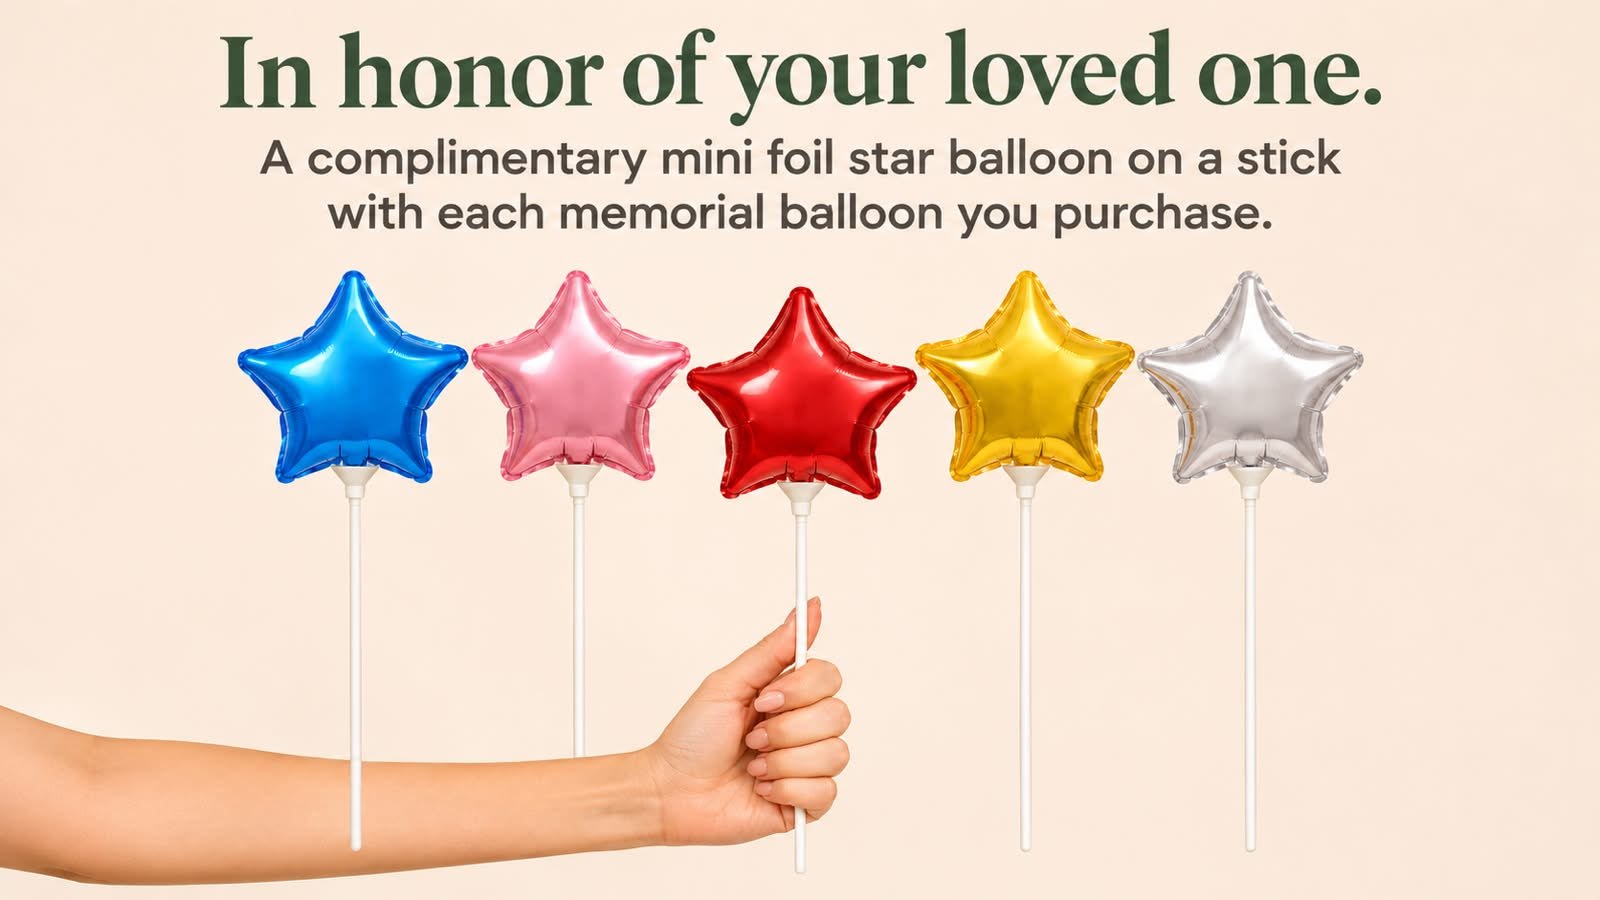 In honor of your loved one.
A complimentary mini foil star balloon on a stick
with each memorial balloon you purchase.